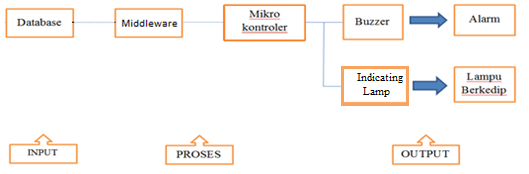 Database
Middleware
Mikro
kontroler
Buzzer
Alarm
Indicating
Lamp
Lampu
Berkedip
INPUT
PROSES
OUTPUT